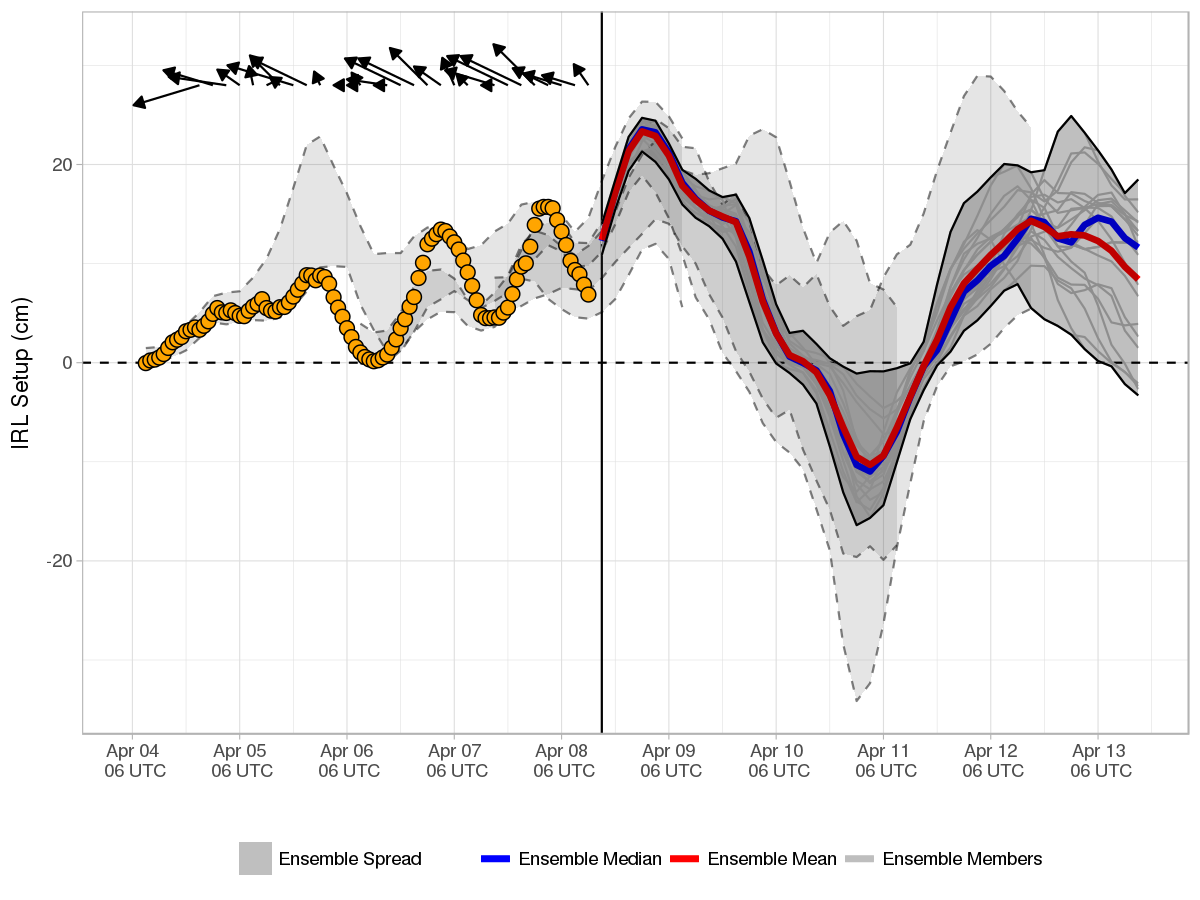 IRL Setup (cm)
20
0
-20
Apr 04 Apr 05 Apr 06 Apr 07 Apr 08 Apr 09 Apr 10 Apr 11 Apr 12 Apr 13
06 UTC 06 UTC 06 UTC 06 UTC 06 UTC 06 UTC 06 UTC 06 UTC 06 UTC 06 UTC
Ensemble Spread Ensemble Median Ensemble Mean Ensemble Members